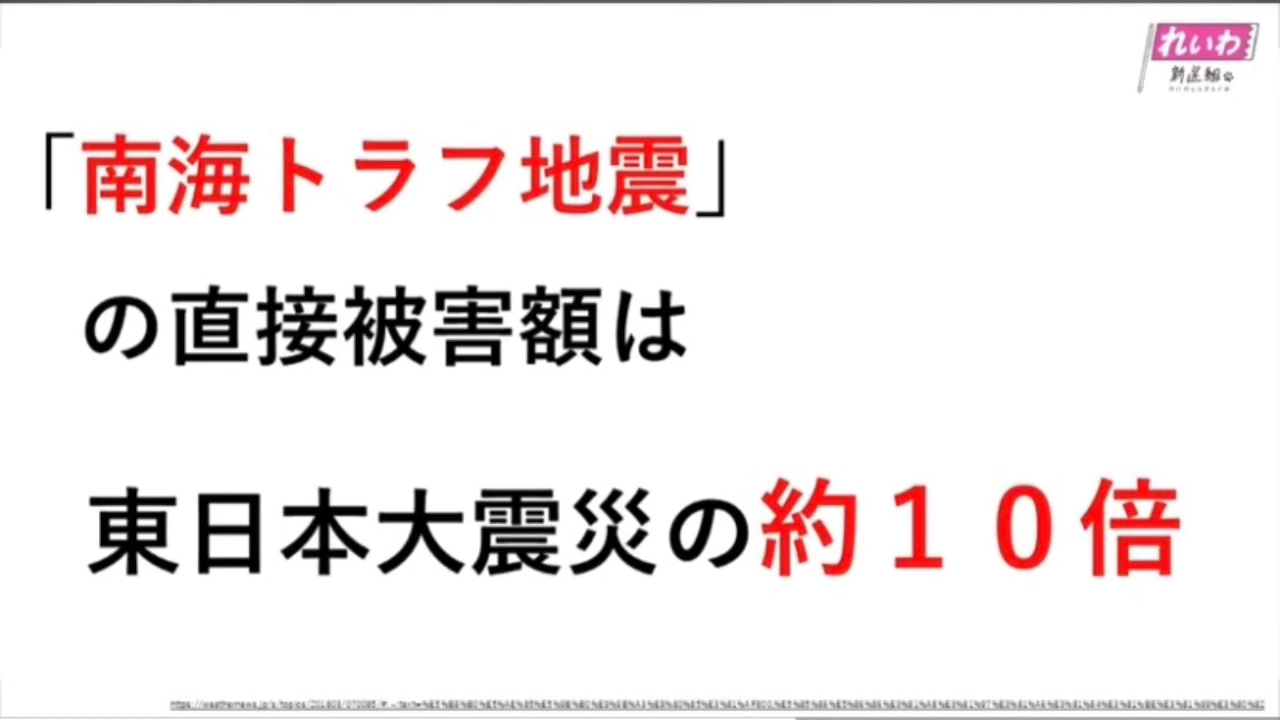 れいわ
新選組
「南海トラフ地震」
の直接被害額は
東日本大震災の約１０倍